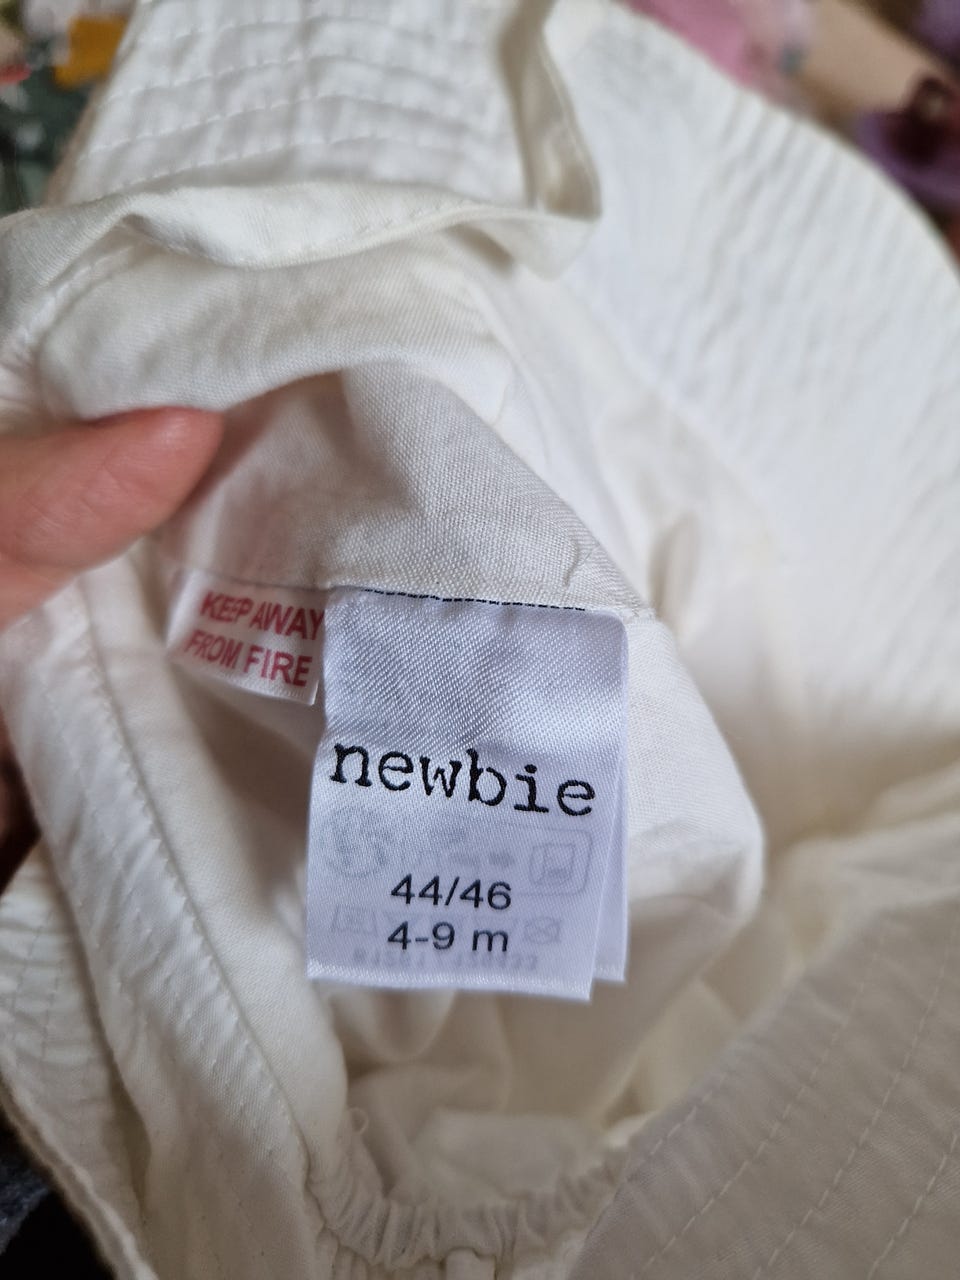 KEEP AWAY
FROM FIRE
newbie
44/46
4-9 m